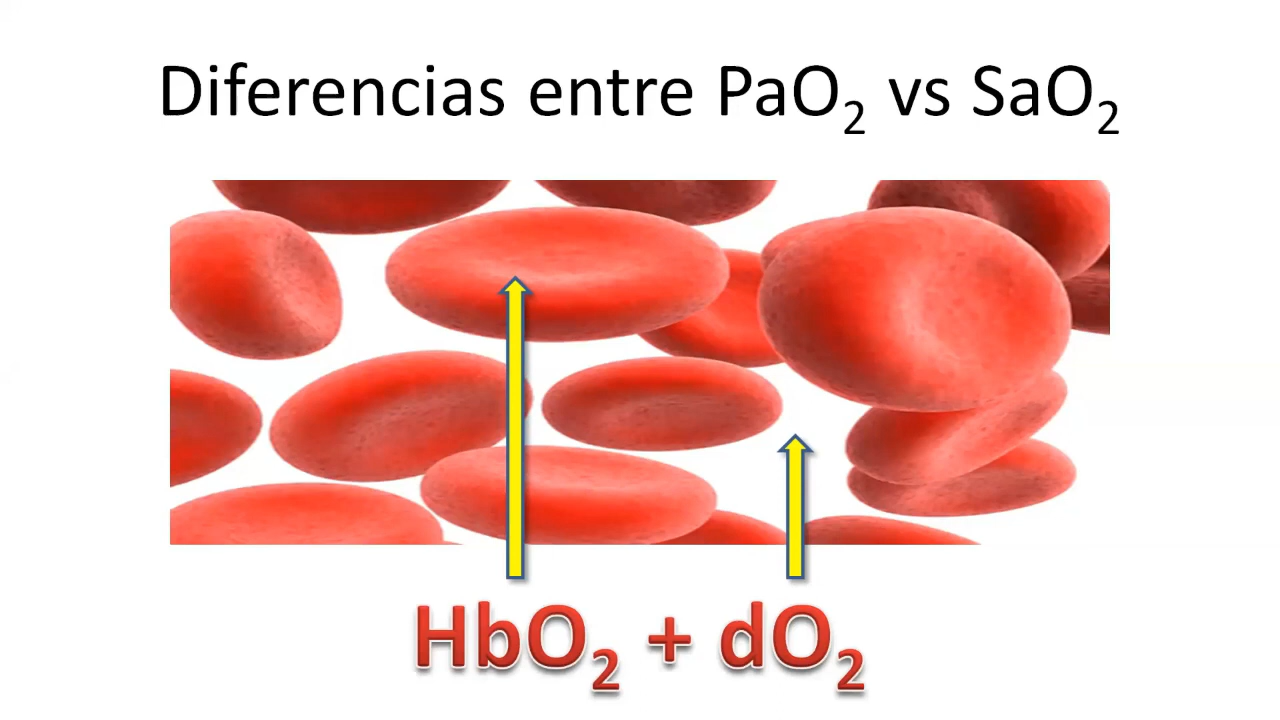 Diferencias entre PaO₂ vs SaO₂
HbO₂ + dO₂